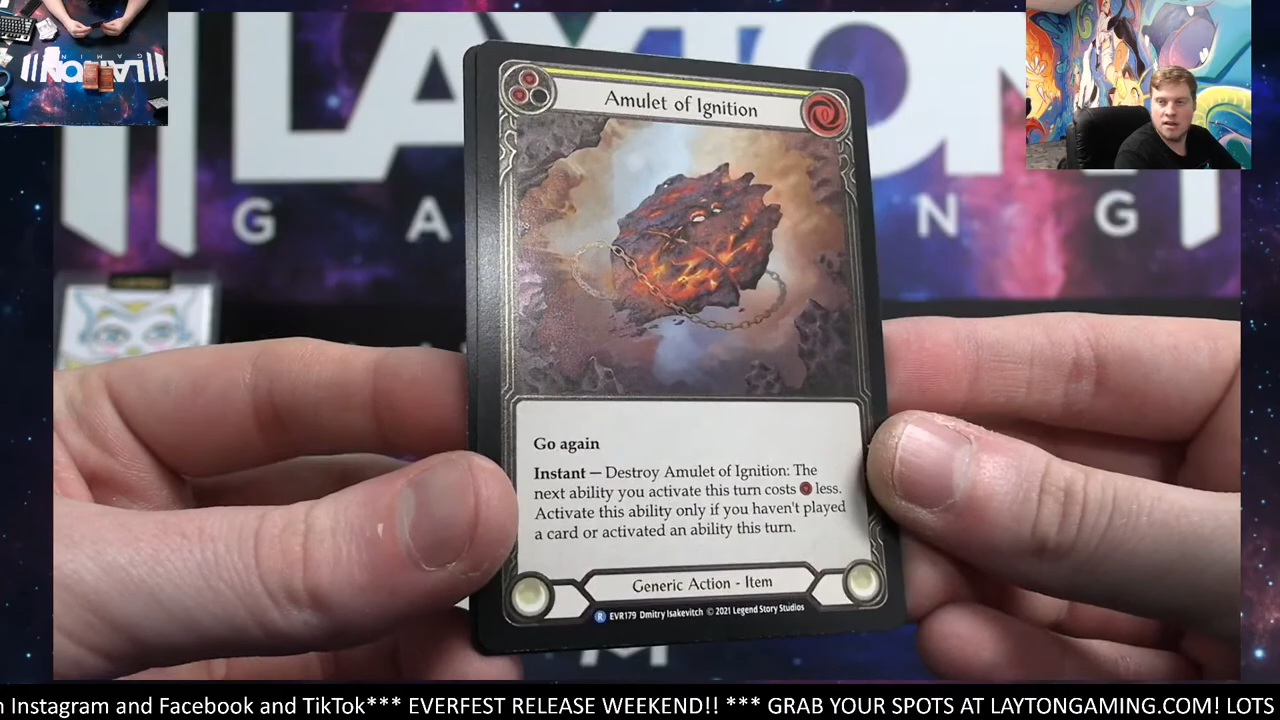 LAYTON
GAMING
Amulet of Ignition
Go again
Instant — Destroy Amulet of Ignition: The
next ability you activate this turn costs less.
Activate this ability only if you haven't played
a card or activated an ability this turn.
Generic Action - Item
R EVR179 Dmitry Isakevitch © 2021 Legend Story Studios
n Instagram and Facebook and TikTok*** EVERFEST RELEASE WEEKEND!! *** GRAB YOUR SPOTS AT LAYTONGAMING.COM! LOTS